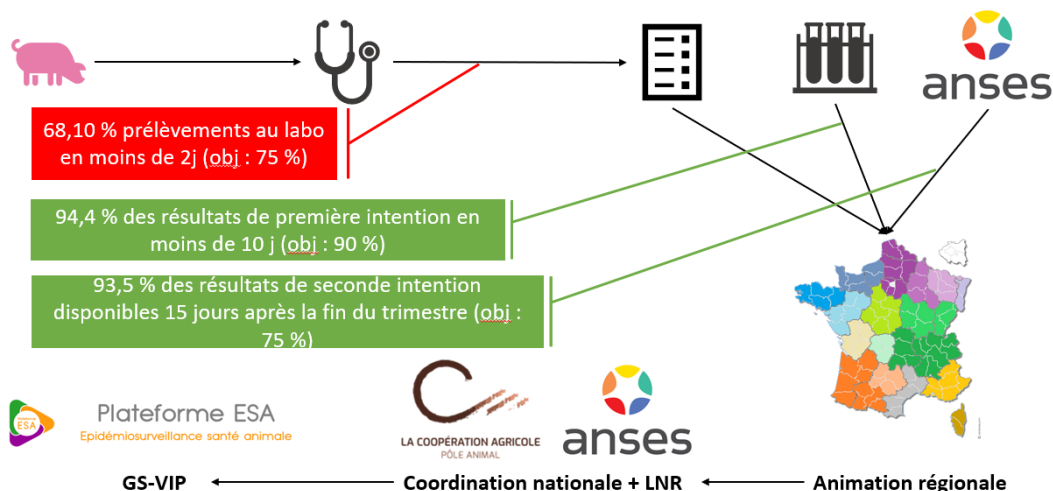 anses
68,10 % prélèvements au labo
en moins de 2j (obj : 75 %)
94,4 % des résultats de première intention en
moins de 10 j (obj : 90 %)
93,5 % des résultats de seconde intention
disponibles 15 jours après la fin du trimestre (obj :
75 %)
ESA
Plateforme ESA
Epidémiosurveillance santé animale
LA COOPÉRATION AGRICOLE
PÔLE ANIMAL
anses
GS-VIP
Coordination nationale + LNR
Animation régionale